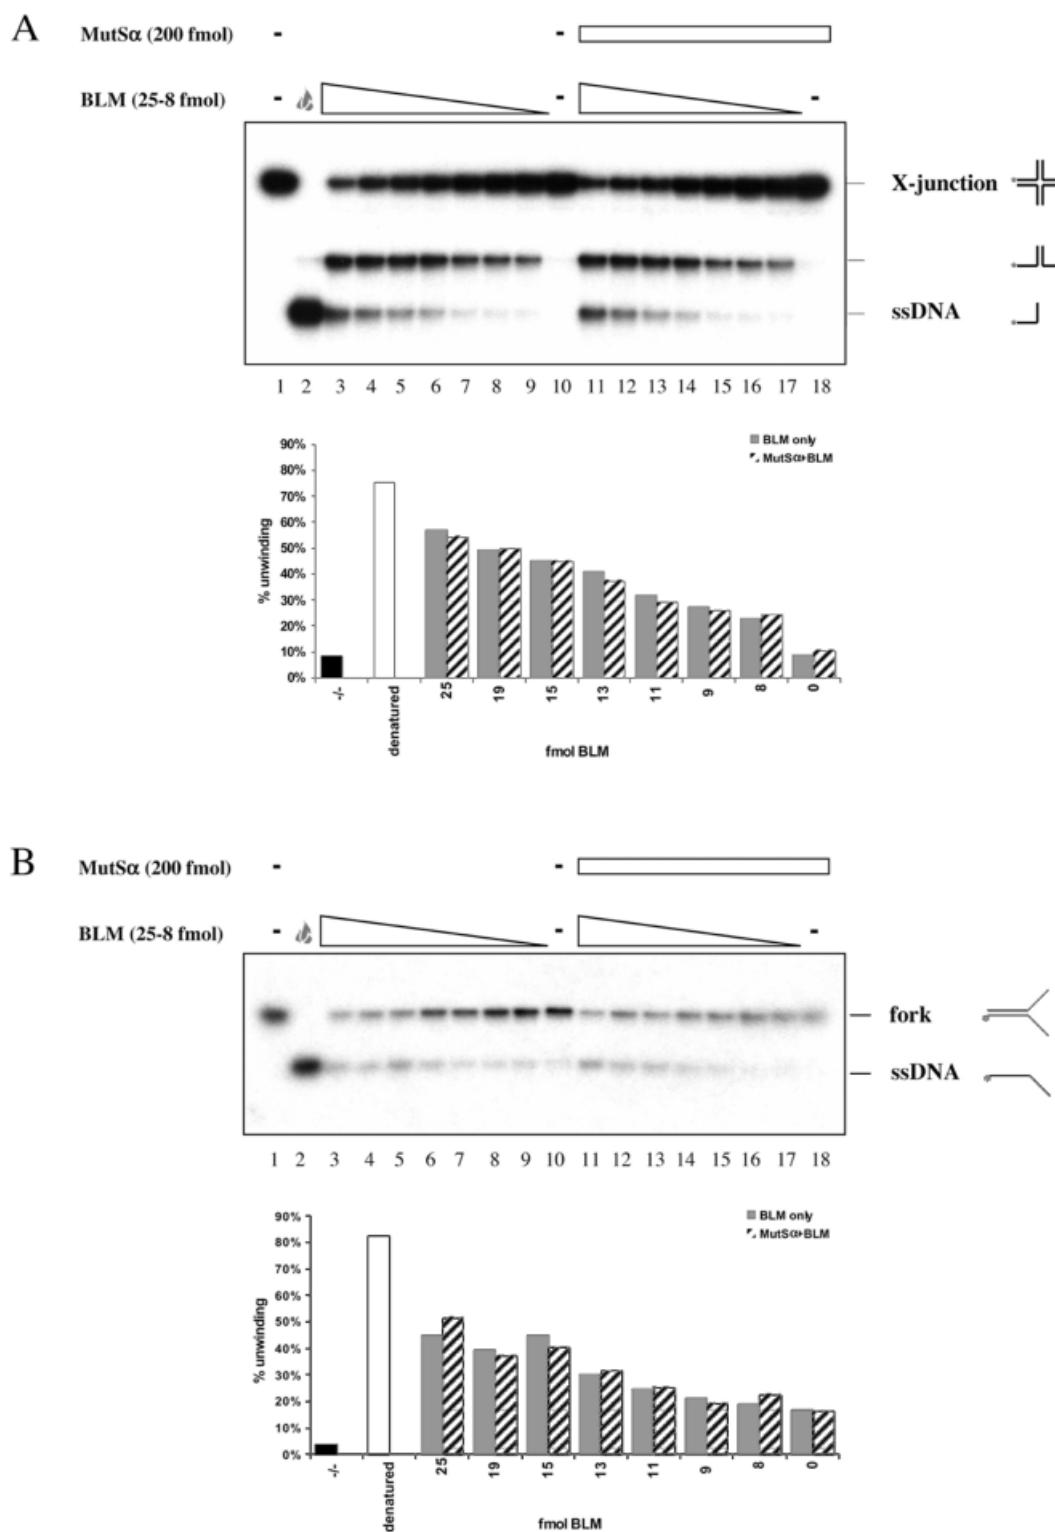 A
MutSα (200 fmol) - -
BLM (25-8 fmol) - - -
X-junction
ssDNA
1 2 3 4 5 6 7 8 9 10 11 12 13 14 15 16 17 18
90%
80%
70%
60%
50%
40%
30%
20%
10%
0%
% unwinding
BLM only
MutSα+BLM
-/- denatured 25 19 15 13 11 9 8 0
fmol BLM
B
MutSα (200 fmol) - -
BLM (25-8 fmol) - - -
fork
ssDNA
1 2 3 4 5 6 7 8 9 10 11 12 13 14 15 16 17 18
90%
80%
70%
60%
50%
40%
30%
20%
10%
0%
% unwinding
BLM only
MutSα+BLM
-/- denatured 25 19 15 13 11 9 8 0
fmol BLM